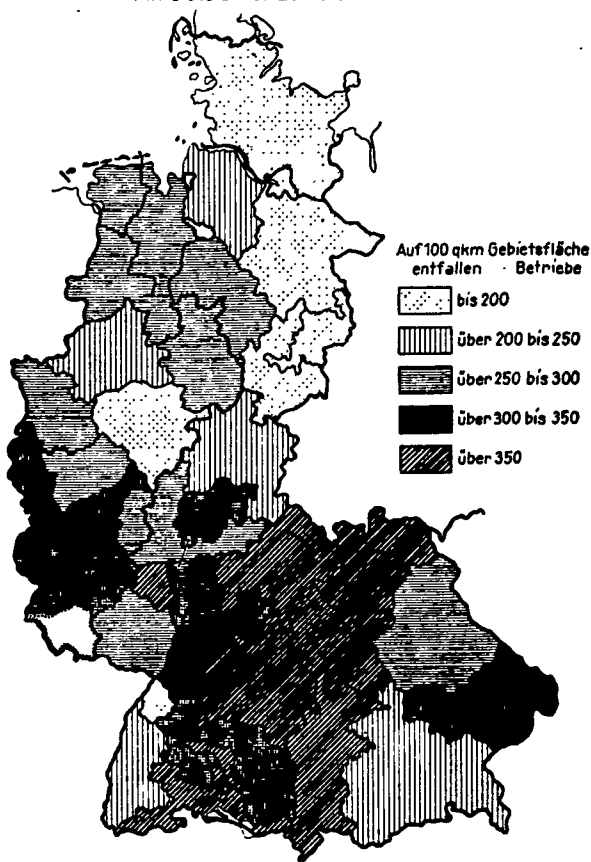 Auf 100 qkm Gebietsfläche
entfallen · Betriebe
bis 200
über 200 bis 250
über 250 bis 300
über 300 bis 350
über 350